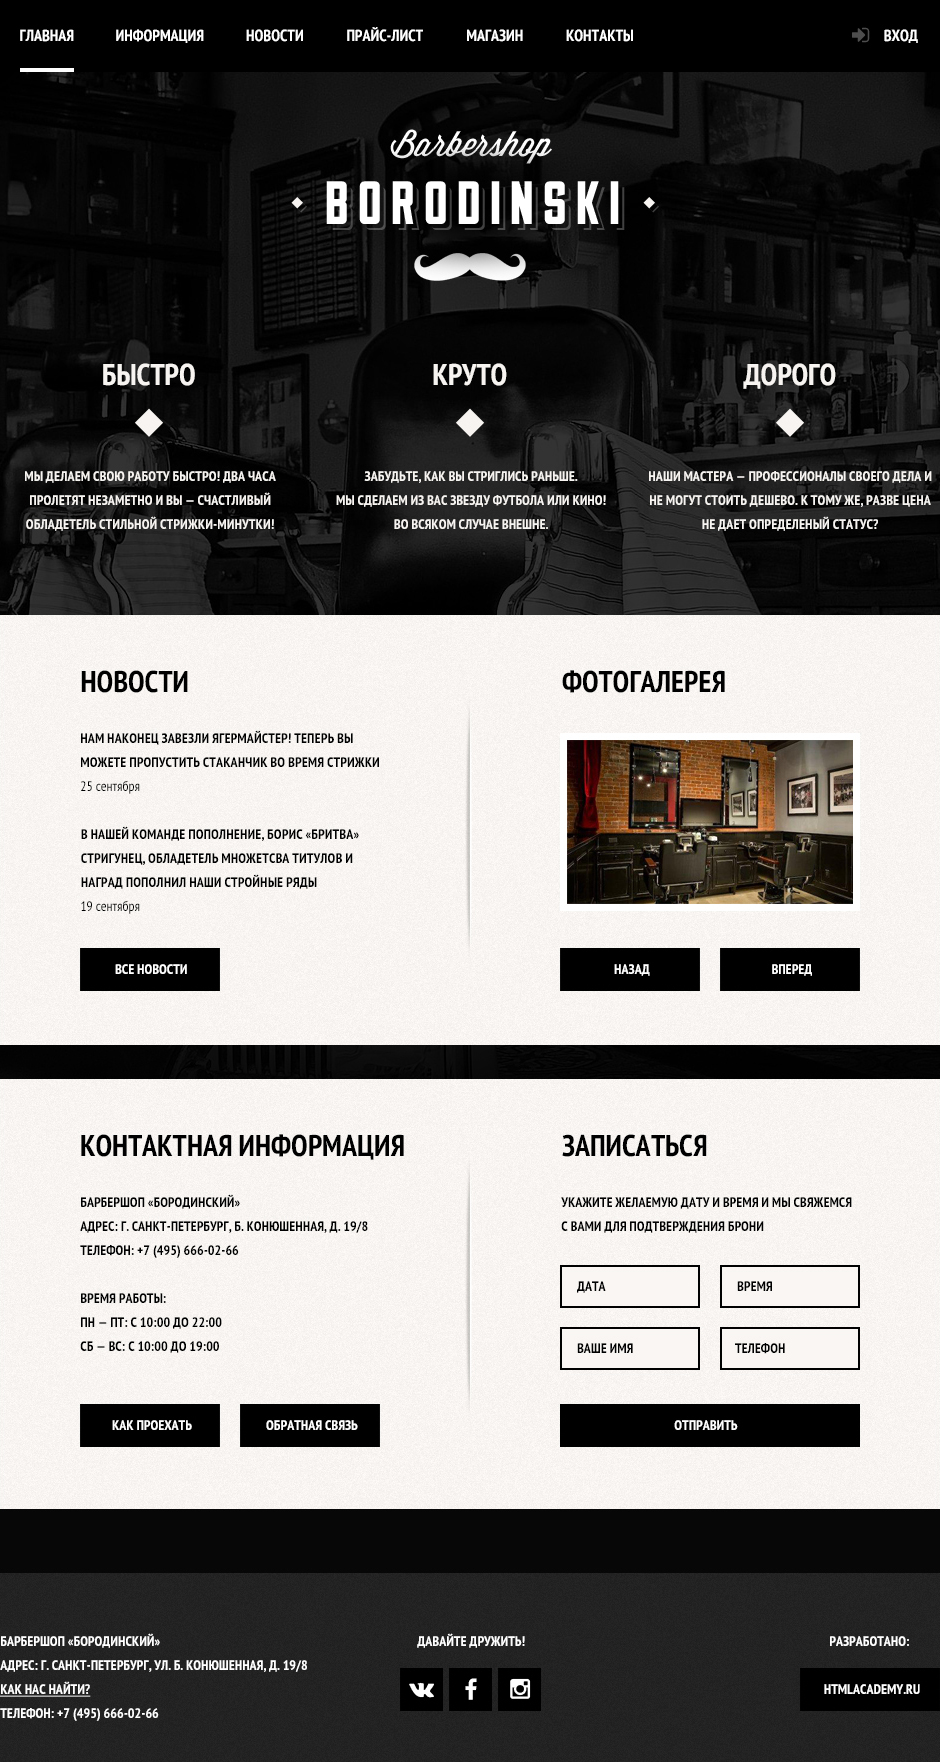 ГЛАВНАЯ ИНФОРМАЦИЯ НОВОСТИ ПРАЙС-ЛИСТ МАГАЗИН КОНТАКТЫ ВХОД
Barbershop
BORODINSKI
БЫСТРО
МЫ ДЕЛАЕМ СВОЮ РАБОТУ БЫСТРО! ДВА ЧАСА
ПРОЛЕТЯТ НЕЗАМЕТНО И ВЫ — СЧАСТЛИВЫЙ
ОБЛАДАТЕЛЬ СТИЛЬНОЙ СТРИЖКИ-МИНУТКИ!
КРУТО
ЗАБУДЬТЕ, КАК ВЫ СТРИГЛИСЬ РАНЬШЕ.
МЫ СДЕЛАЕМ ИЗ ВАС ЗВЕЗДУ ФУТБОЛА ИЛИ КИНО!
ВО ВСЯКОМ СЛУЧАЕ ВНЕШНЕ.
ДОРОГО
НАШИ МАСТЕРА — ПРОФЕССИОНАЛЫ СВОЕГО ДЕЛА И
НЕ МОГУТ СТОИТЬ ДЕШЕВО. К ТОМУ ЖЕ, РАЗВЕ ЦЕНА
НЕ ДАЕТ ОПРЕДЕЛЕНЫЙ СТАТУС?
НОВОСТИ
НАМ НАКОНЕЦ ЗАВЕЗЛИ ЯГЕРМАЙСТЕР! ТЕПЕРЬ ВЫ
МОЖЕТЕ ПРОПУСТИТЬ СТАКАНЧИК ВО ВРЕМЯ СТРИЖКИ
25 сентября
В НАШЕЙ КОМАНДЕ ПОПОЛНЕНИЕ, БОРИС «БРИТВА»
СТРИГУНЕЦ, ОБЛАДЕТЕЛЬ МНОЖЕТСВА ТИТУЛОВ И
НАГРАД ПОПОЛНИЛ НАШИ СТРОЙНЫЕ РЯДЫ
19 сентября
ВСЕ НОВОСТИ
ФОТОГАЛЕРЕЯ
НАЗАД ВПЕРЕД
КОНТАКТНАЯ ИНФОРМАЦИЯ
БАРБЕРШОП «БОРОДИНСКИЙ»
АДРЕС: Г. САНКТ-ПЕТЕРБУРГ, Б. КОНЮШЕННАЯ, Д. 19/8
ТЕЛЕФОН: +7 (495) 666-02-66
ВРЕМЯ РАБОТЫ:
ПН — ПТ: С 10:00 ДО 22:00
СБ — ВС: С 10:00 ДО 19:00
КАК ПРОЕХАТЬ ОБРАТНАЯ СВЯЗЬ
ЗАПИСАТЬСЯ
УКАЖИТЕ ЖЕЛАЕМУЮ ДАТУ И ВРЕМЯ И МЫ СВЯЖЕМСЯ
С ВАМИ ДЛЯ ПОДТВЕРЖДЕНИЯ БРОНИ
ДАТА ВРЕМЯ
ВАШЕ ИМЯ ТЕЛЕФОН
ОТПРАВИТЬ
БАРБЕРШОП «БОРОДИНСКИЙ»
АДРЕС: Г. САНКТ-ПЕТЕРБУРГ, УЛ. Б. КОНЮШЕННАЯ, Д. 19/8
КАК НАС НАЙТИ?
ТЕЛЕФОН: +7 (495) 666-02-66
ДАВАЙТЕ ДРУЖИТЬ!
РАЗРАБОТАНО:
HTMLACADEMY.RU